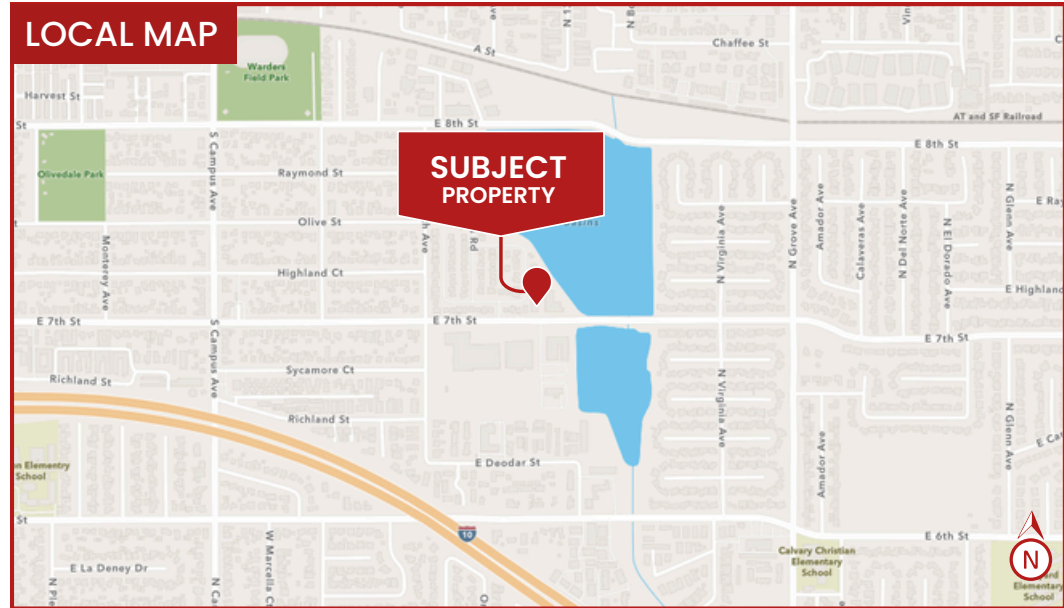 LOCAL MAP
A St
Chaffee St
Warders
Field Park
Harvest St
St
E 8th St
AT and SF Railroad
E 8th St
S Campus Ave
SUBJECT
PROPERTY
Olivedale Park
Raymond St
Olive St
Monterey Ave
Highland Ct
N Virginia Ave
N Grove Ave
Amador Ave
Calaveras Ave
N Del Norte Ave
N El Dorado Ave
N Glenn Ave
E Highland
E 7th St
E 7th St
E 7th St
S Campus Ave
Sycamore Ct
Richland St
Richland St
N Virginia Ave
Amador Ave
N Glenn Ave
E Deodar St
Elementry
School
St
10
E 6th St
W Marcella
Calvary Christian
Elementary
School
E La Deney Dr
Elementary
School
N